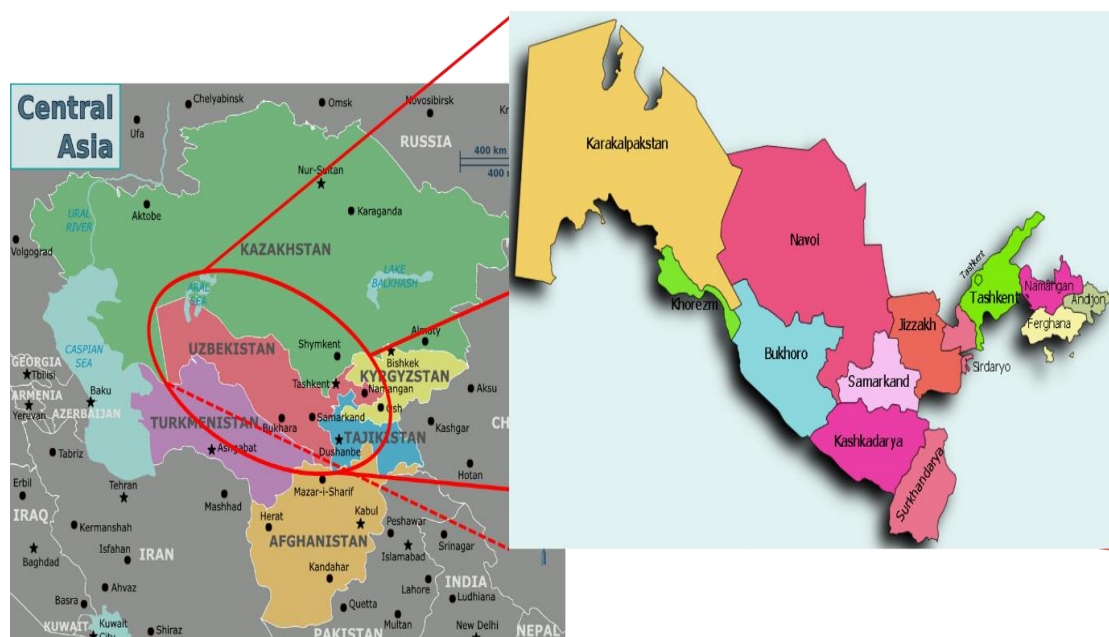 Central
Asia
Chelyabinsk
Omsk
Novosibirsk
Ufa
RUSSIA
400 km
Nur-Sultan
Aktobe
Karaganda
URAL
RIVER
Volgograd
KAZAKHSTAN
LAKE
BALKHASH
ARAL
SEA
CASPIAN
SEA
Shymkent
Almaty
UZBEKISTAN
Bishkek
GEORGIA
Tbilisi
Tashkent
KYRGYZSTAN
Namangan
Aksu
ARMENIA
Yerevan
Baku
AZERBAIJAN
TURKMENISTAN
Osh
Samarkand
Bukhara
Kashgar
TAJIKISTAN
Ashgabat
Dushanbe
Tabriz
Hotan
Erbil
Tehran
Mashhad
Mazar-i-Sharif
IRAQ
Kermanshah
Herat
Kabul
Peshawar
Srinagar
AFGHANISTAN
Islamabad
Isfahan
IRAN
Baghdad
Kandahar
INDIA
Ahvaz
Lahore
Ludhiana
Basra
Quetta
Kuwait
City
KUWAIT
Shiraz
Multan
PAKISTAN
New Delhi
NEPAL
Karakalpakstan
Navoi
Tashkent
Tashkent
Namangan
Andijon
Khorezm
Jizzakh
Ferghana
Bukhoro
Sirdaryo
Samarkand
Kashkadarya
Surkhandarya